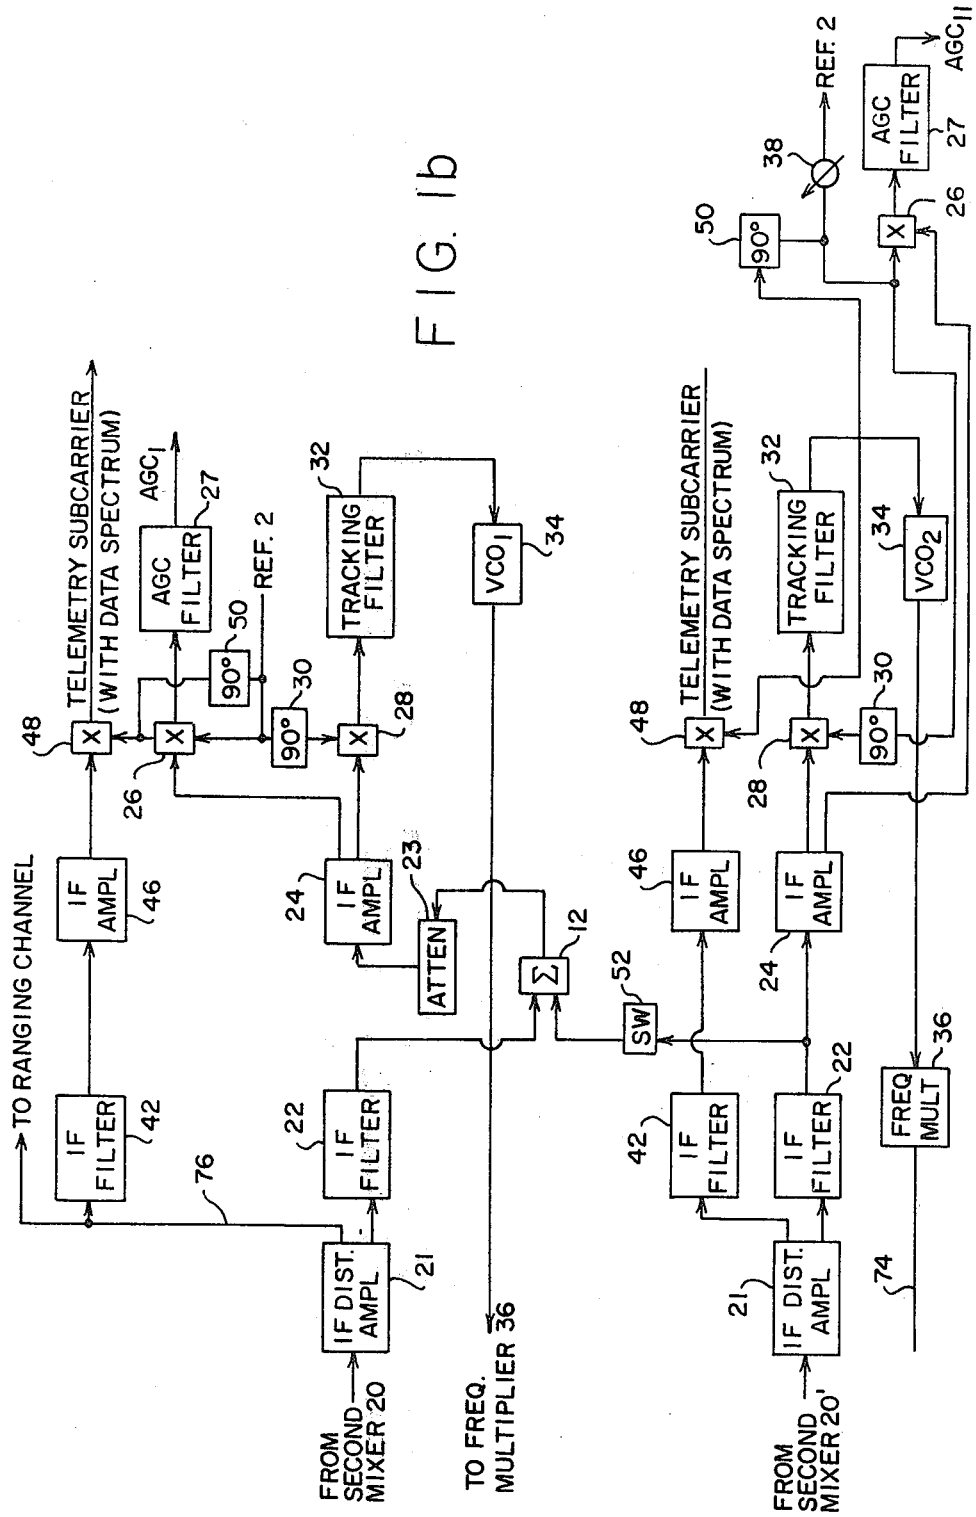 FIG. 1b
TO RANGING CHANNEL
76
IF
FILTER
42
IF
AMPL
46
48
X
TELEMETRY SUBCARRIER
(WITH DATA SPECTRUM)
26
X
AGC
FILTER
27
AGCI
90°
50
REF. 2
90°
30
FROM
SECOND
MIXER 20
IF DIST.
AMPL
21
22
IF
FILTER
24
IF
AMPL
ATTEN
23
X
28
TRACKING
FILTER
32
VCO1
34
TO FREQ.
MULTIPLIER 36
Σ
12
SW
52
42
IF
FILTER
46
IF
AMPL
48
X
TELEMETRY SUBCARRIER
(WITH DATA SPECTRUM)
50
90°
38
REF. 2
FROM
SECOND
MIXER 20'
21
IF DIST.
AMPL
IF
FILTER
22
24
IF
AMPL
28
X
90°
30
TRACKING
FILTER
32
34
VCO2
X
26
AGC
FILTER
27
AGCII
74
FREQ
MULT
36